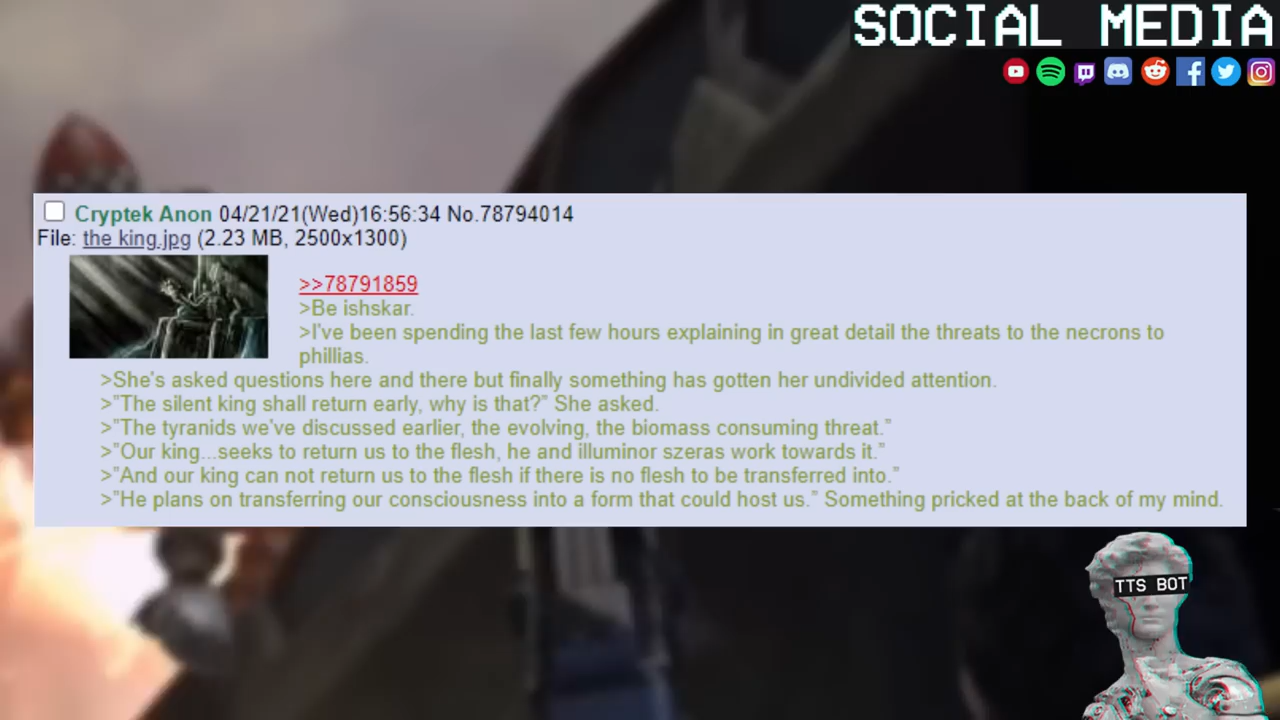 SOCIAL MEDIA
Cryptek Anon 04/21/21(Wed)16:56:34 No.78794014
File: the king.jpg (2.23 MB, 2500x1300)
>>78791859
>Be ishskar.
>I've been spending the last few hours explaining in great detail the threats to the necrons to
phillias.
>She's asked questions here and there but finally something has gotten her undivided attention.
>"The silent king shall return early, why is that?" She asked.
>"The tyranids we've discussed earlier, the evolving, the biomass consuming threat."
>"Our king...seeks to return us to the flesh, he and illuminor szeras work towards it."
>"And our king can not return us to the flesh if there is no flesh to be transferred into."
>"He plans on transferring our consciousness into a form that could host us." Something pricked at the back of my mind.
TTS BOT